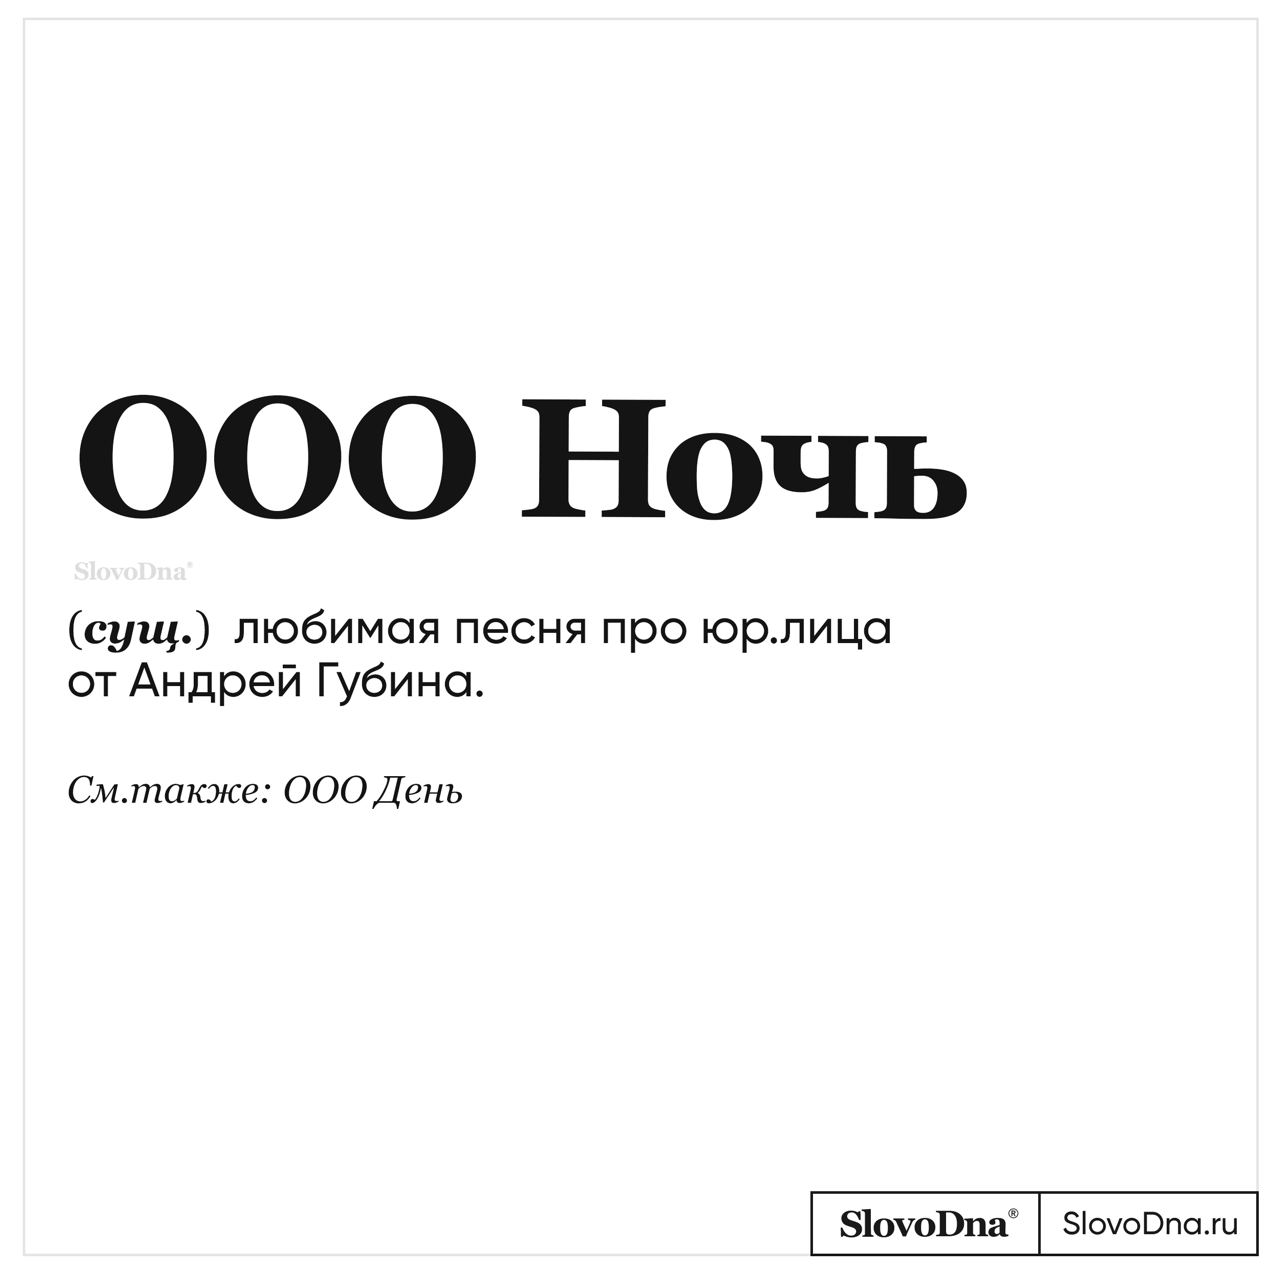 ООО Ночь
SlovoDna®
(сущ.) любимая песня про юр.лица
от Андрей Губина.
См.также: ООО День
SlovoDna® SlovoDna.ru